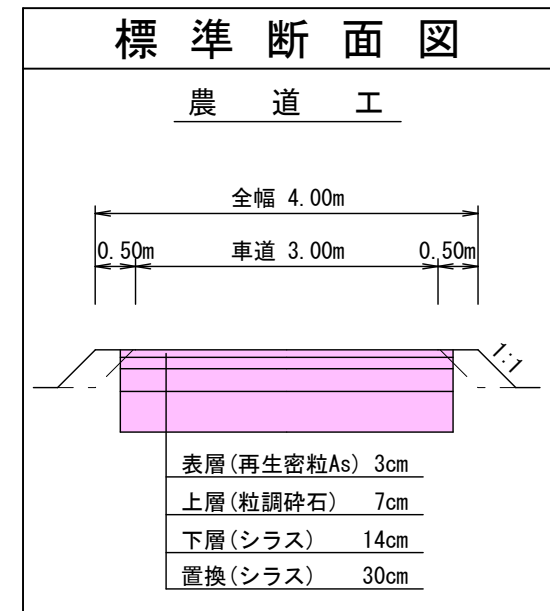 標準断面図
農道工
全幅 4.00m
0.50m 車道 3.00m 0.50m
1:1
表層(再生密粒As) 3cm
上層(粒調砕石) 7cm
下層(シラス) 14cm
置換(シラス) 30cm